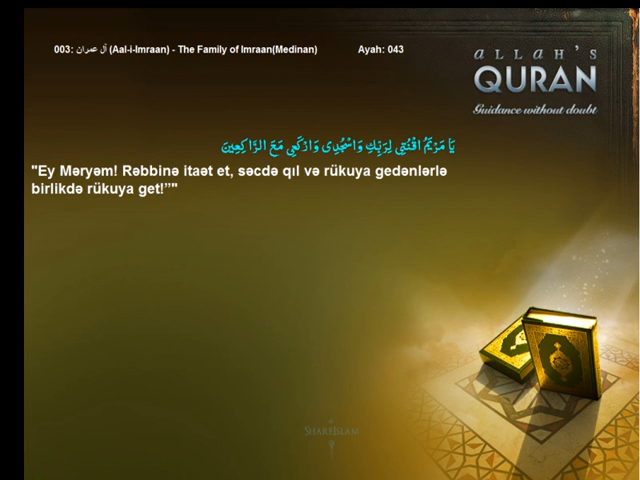 003: آل عمران (Aal-i-Imraan) - The Family of Imraan(Medinan) Ayah: 043
ALLAH'S
QURAN
Guidance without doubt
يَا مَرْيَمُ اقْنُتِي لِرَبِّكِ وَاسْجُدِي وَارْكَعِي مَعَ الرَّاكِعِينَ
"Ey Məryəm! Rəbbinə itaət et, səcdə qıl və rükuya gedənlərlə
birlikdə rükuya get!”"
SHAREISLAM